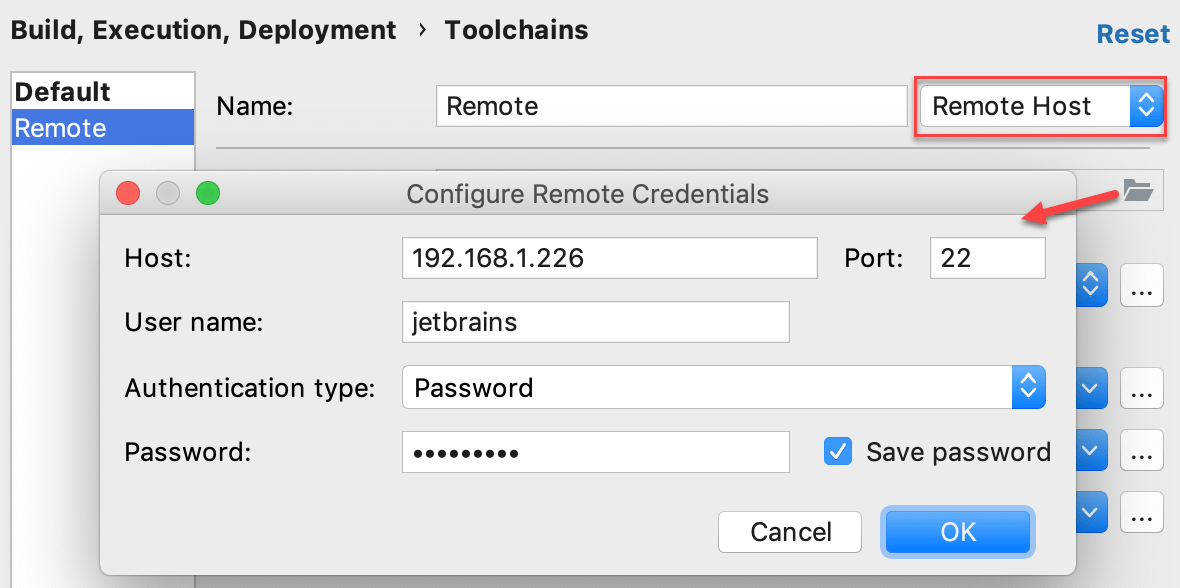 Build, Execution, Deployment › Toolchains
Reset
Default
Remote
Name:
Remote
Remote Host
Configure Remote Credentials
Host:
192.168.1.226
Port:
22
...
User name:
jetbrains
Authentication type:
Password
...
Password:
•••••••••
Save password
...
Cancel
OK
...